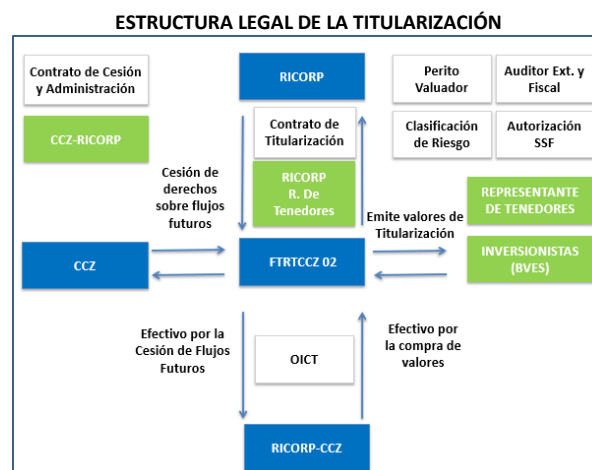 ESTRUCTURA LEGAL DE LA TITULARIZACIÓN
Contrato de Cesión
y Administración
RICORP
Perito
Valuador
Auditor Ext. y
Fiscal
CCZ-RICORP
Contrato de
Titularización
Clasificación
de Riesgo
Autorización
SSF
Cesión de
derechos
sobre flujos
futuros
RICORP
R. De
Tenedores
Emite valores de
Titularización
REPRESENTANTE
DE TENEDORES
CCZ
FTRTCCZ 02
INVERSIONISTAS
(BVES)
Efectivo por la
Cesión de Flujos
Futuros
OICT
Efectivo por
la compra de
valores
RICORP-CCZ